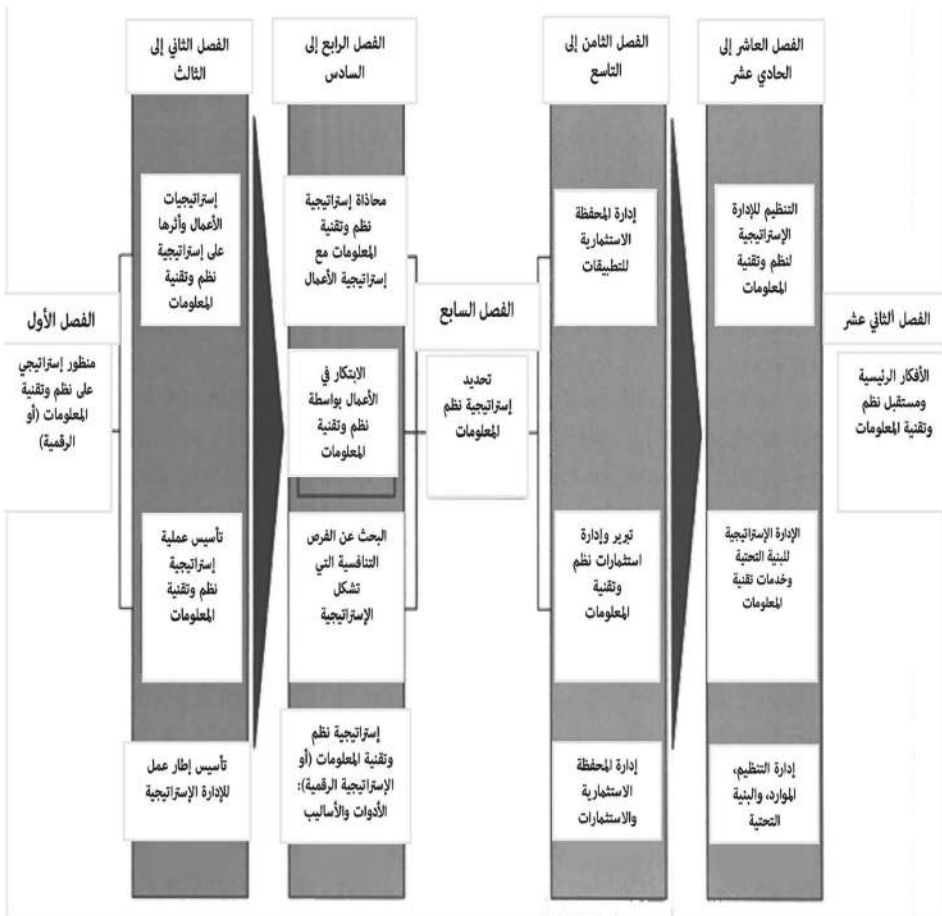 الفصل الأول
منظور إستراتيجي
على نظم وتقنية
المعلومات (أو
الرقمية)
الفصل الثاني إلى
الثالث
إستراتيجيات
الأعمال وأثرها
على إستراتيجية
نظم وتقنية
المعلومات
تأسيس عملية
إستراتيجية
نظم وتقنية
المعلومات
تأسيس إطار عمل
للإدارة الإستراتيجية
الفصل الرابع إلى
السادس
محاذاة إستراتيجية
نظم وتقنية
المعلومات مع
إستراتيجية الأعمال
الابتكار في
الأعمال بواسطة
نظم وتقنية
المعلومات
البحث عن الفرص
التنافسية التي
تشكل
الإستراتيجية
إستراتيجية نظم
وتقنية المعلومات (أو
الإستراتيجية الرقمية):
الأدوات والأساليب
الفصل السابع
تحديد
إستراتيجية نظم
المعلومات
الفصل الثامن إلى
التاسع
إدارة المحفظة
الاستثمارية
للتطبيقات
تبرير وإدارة
استثمارات نظم
وتقنية
المعلومات
إدارة المحفظة
الاستثمارية
والاستثمارات
الفصل العاشر إلى
الحادي عشر
التنظيم للإدارة
الإستراتيجية
لنظم وتقنية
المعلومات
الإدارة الإستراتيجية
للبنية التحتية
وخدمات تقنية
المعلومات
إدارة التنظيم،
الموارد، والبنية
التحتية
الفصل الثاني عشر
الأفكار الرئيسية
ومستقبل نظم
وتقنية المعلومات